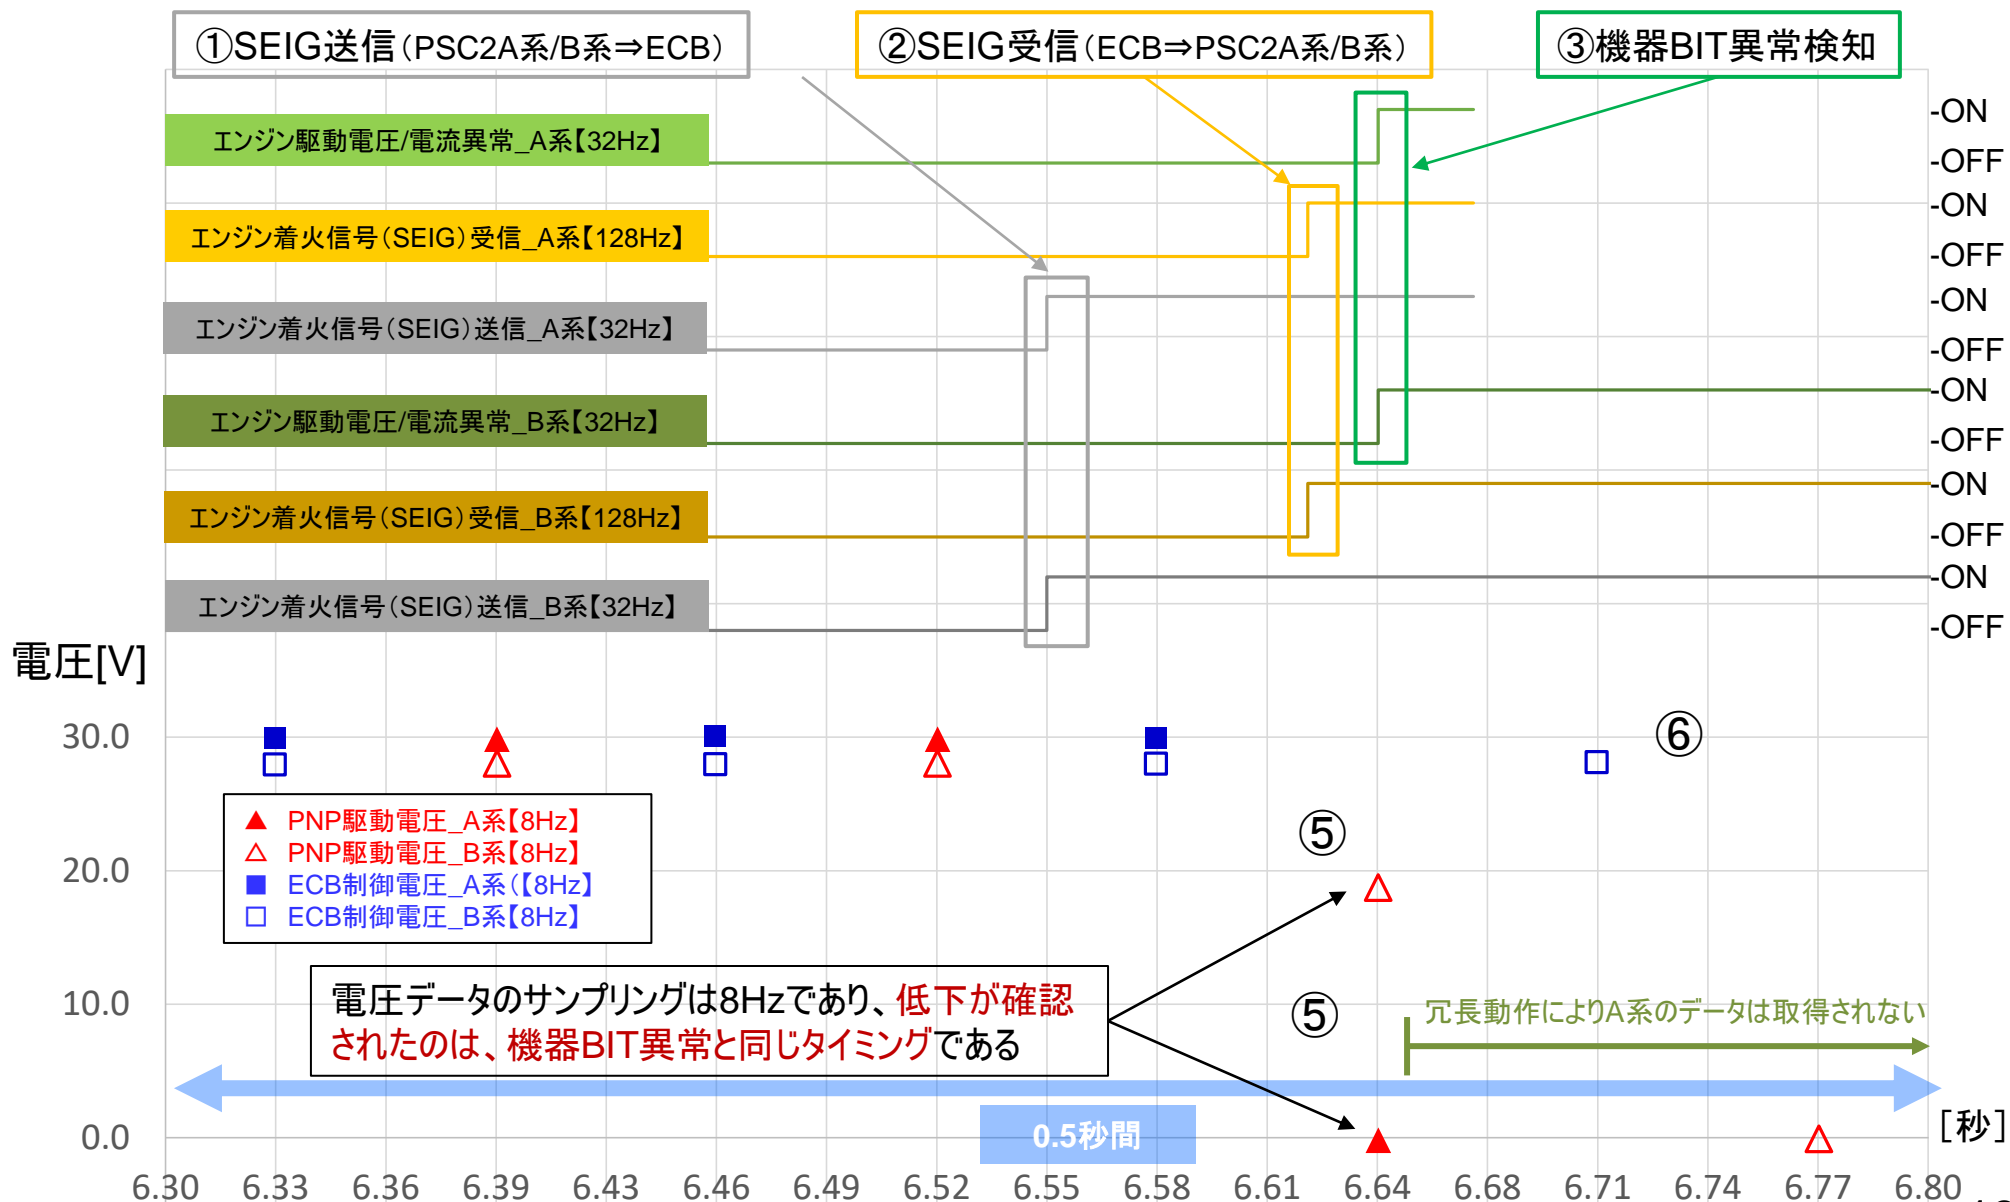 ①SEIG送信(PSC2A系/B系⇒ECB)
②SEIG受信(ECB⇒PSC2A系/B系)
③機器BIT異常検知
エンジン駆動電圧/電流異常_A系【32Hz】
-ON
-OFF
エンジン着火信号(SEIG)受信_A系【128Hz】
-ON
-OFF
エンジン着火信号(SEIG)送信_A系【32Hz】
-ON
-OFF
エンジン駆動電圧/電流異常_B系【32Hz】
-ON
-OFF
エンジン着火信号(SEIG)受信_B系【128Hz】
-ON
-OFF
エンジン着火信号(SEIG)送信_B系【32Hz】
-ON
-OFF
電圧[V]
30.0
⑥
PNP駆動電圧_A系【8Hz】
PNP駆動電圧_B系【8Hz】
ECB制御電圧_A系(【8Hz】
ECB制御電圧_B系【8Hz】
⑤
20.0
電圧データのサンプリングは8Hzであり、低下が確認
されたのは、機器BIT異常と同じタイミングである
⑤
冗長動作によりA系のデータは取得されない
10.0
0.5秒間
0.0
[秒]
6.30 6.33 6.36 6.39 6.43 6.46 6.49 6.52 6.55 6.58 6.61 6.64 6.68 6.71 6.74 6.77 6.80